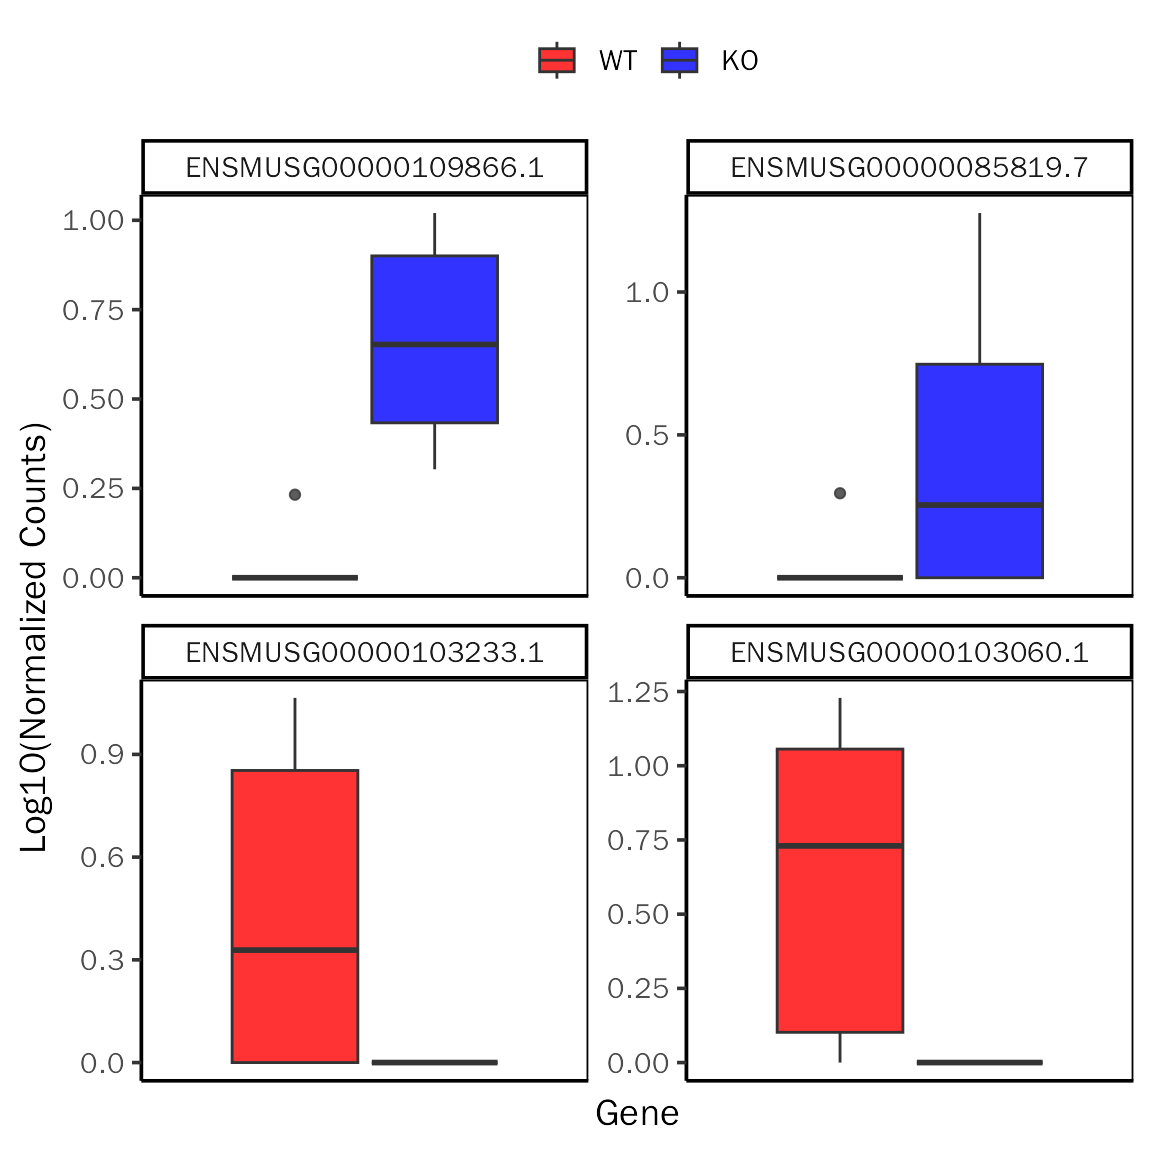 WT KO
ENSMUSG00000109866.1
1.00
0.75
0.50
0.25
0.00
ENSMUSG00000085819.7
1.0
0.5
0.0
ENSMUSG00000103233.1
0.9
0.6
0.3
0.0
ENSMUSG00000103060.1
1.25
1.00
0.75
0.50
0.25
0.00
Log10(Normalized Counts)
Gene